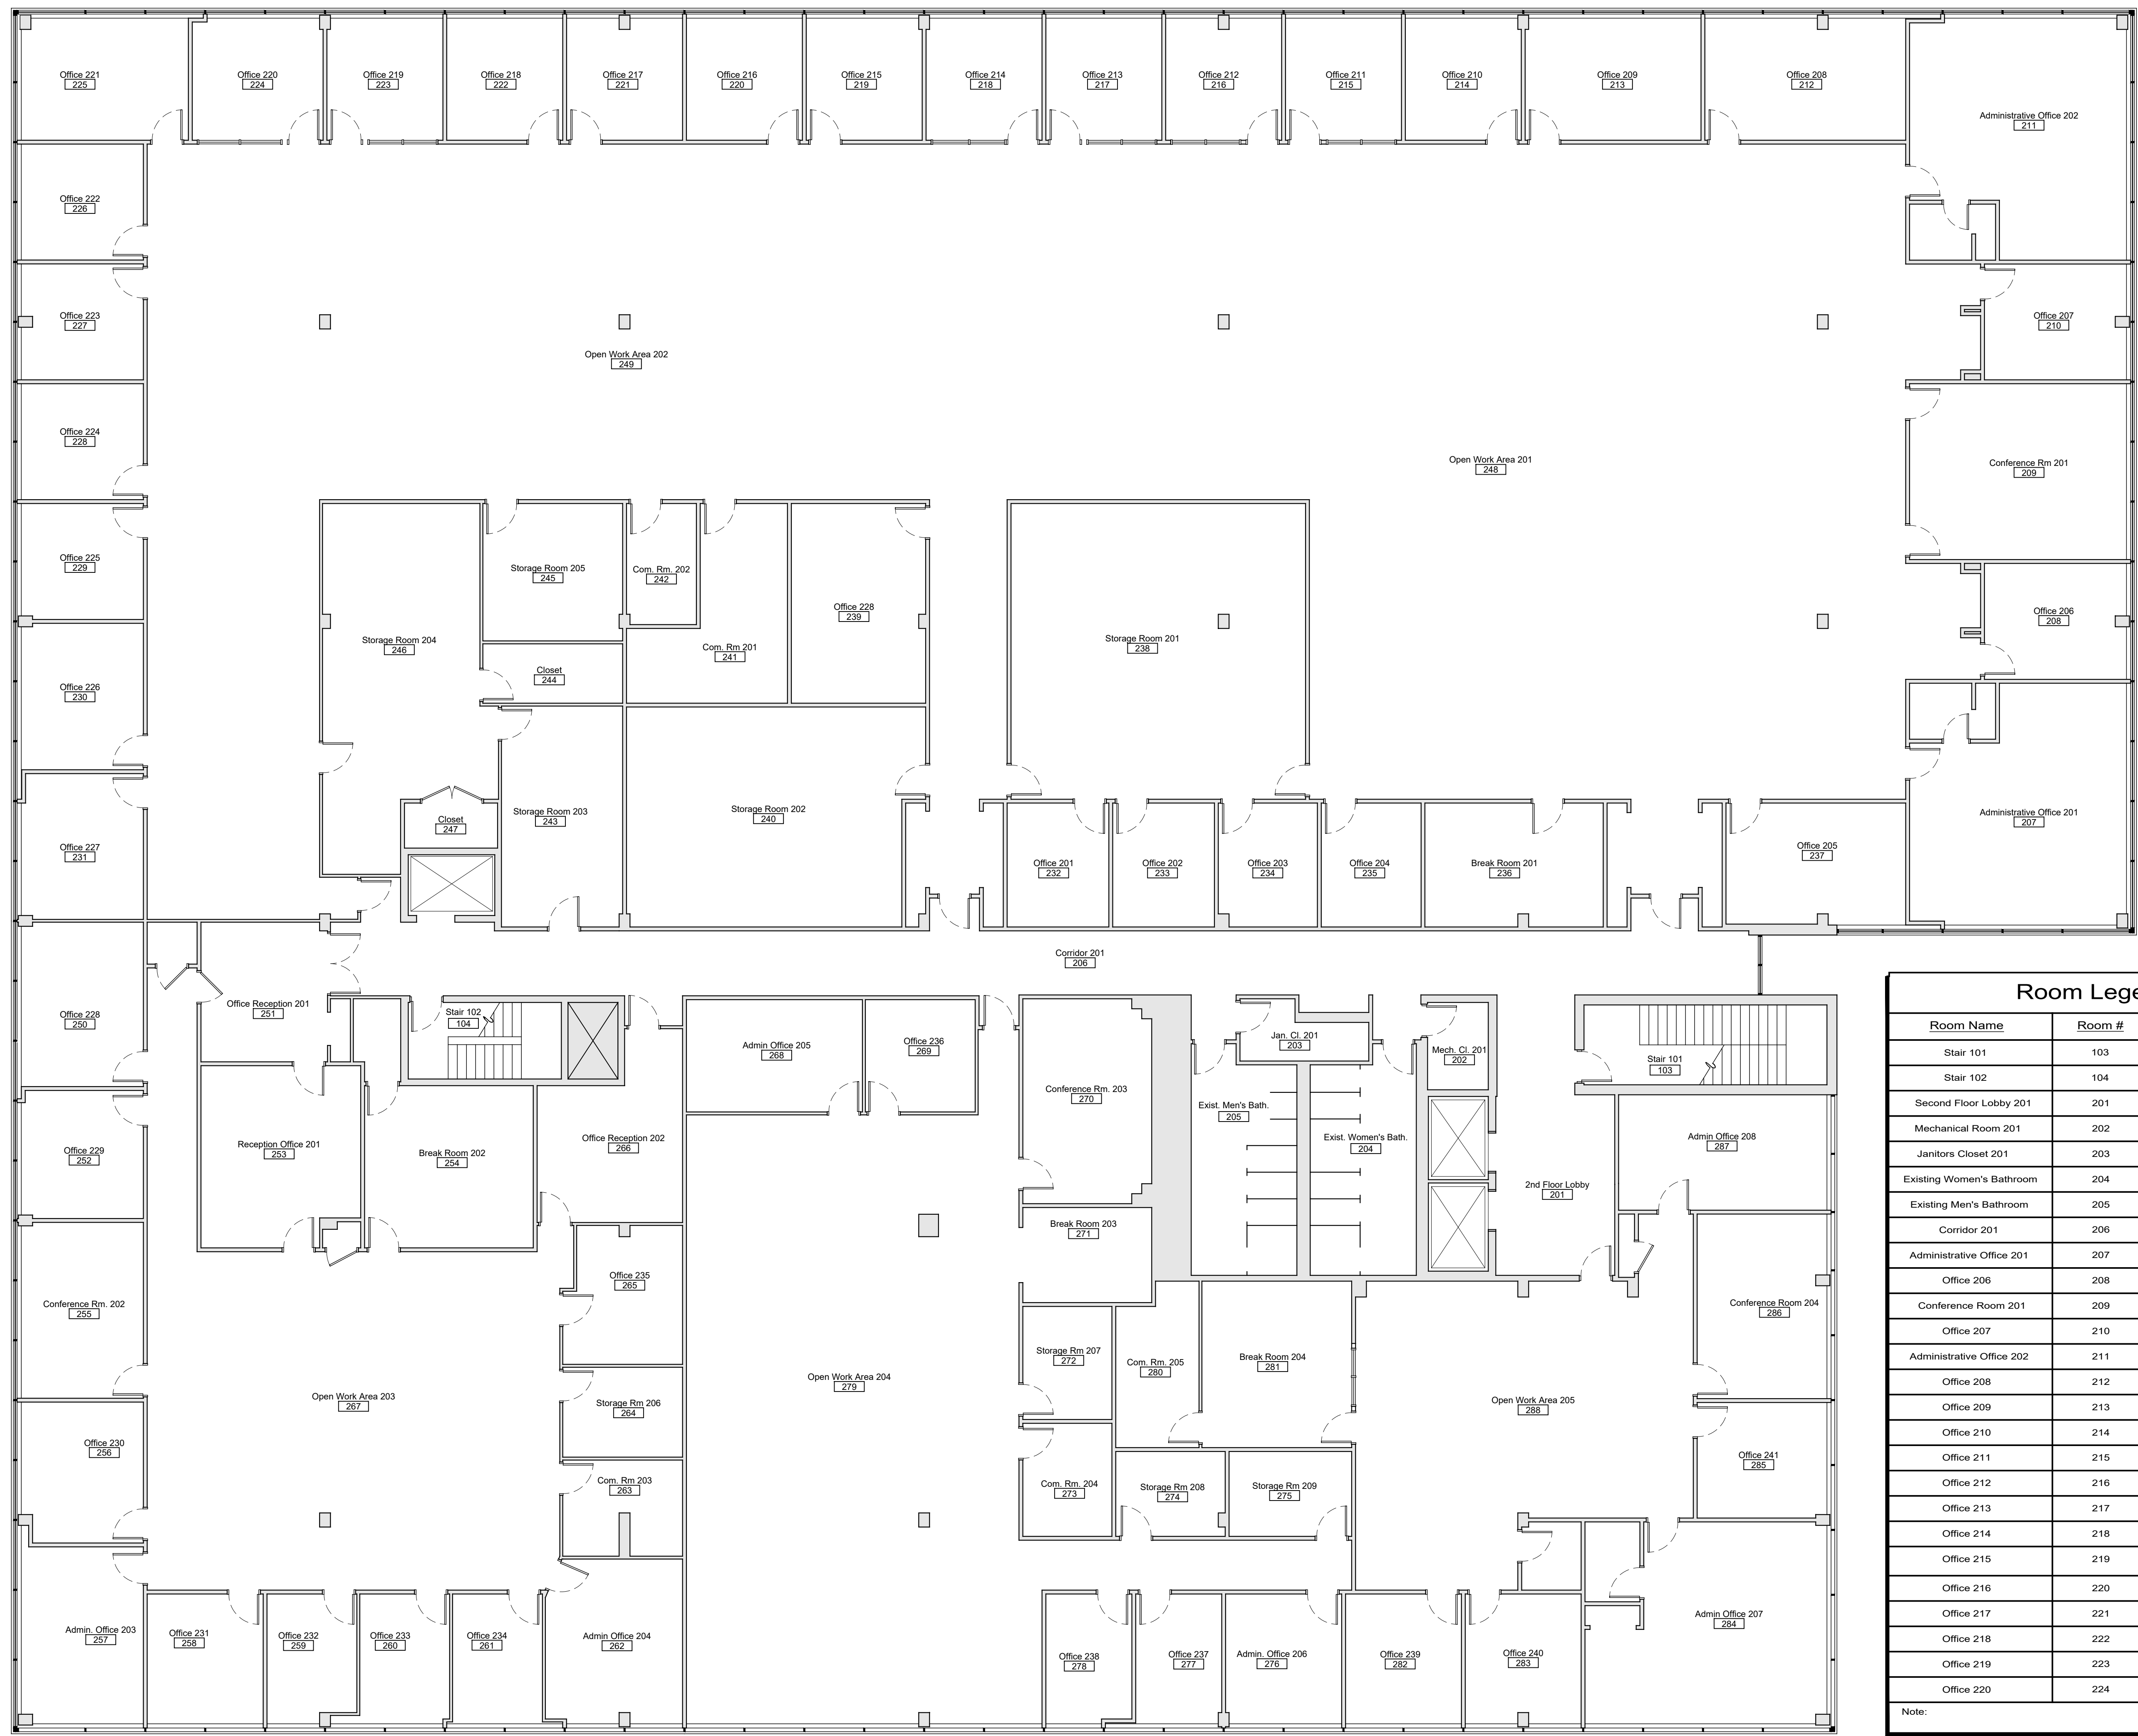 Office 221
225
Office 220
224
Office 219
223
Office 218
222
Office 217
221
Office 216
220
Office 215
219
Office 214
218
Office 213
217
Office 212
216
Office 211
215
Office 210
214
Office 209
213
Office 208
212
Administrative Office 202
211
Office 222
226
Office 223
227
Office 207
210
Open Work Area 202
249
Office 224
228
Open Work Area 201
248
Conference Rm 201
209
Office 225
229
Storage Room 205
245
Com. Rm. 202
242
Office 228
239
Office 206
208
Storage Room 204
246
Com. Rm 201
241
Storage Room 201
238
Closet
244
Office 226
230
Closet
247
Storage Room 203
243
Storage Room 202
240
Administrative Office 201
207
Office 227
231
Office 201
232
Office 202
233
Office 203
234
Office 204
235
Break Room 201
236
Office 205
237
Corridor 201
206
Office 228
250
Office Reception 201
251
Stair 102
104
Admin Office 205
268
Office 236
269
Jan. Cl. 201
203
Mech. Cl. 201
202
Stair 101
103
Conference Rm. 203
270
Exist. Men's Bath.
205
Exist. Women's Bath.
204
Office 229
252
Reception Office 201
253
Break Room 202
254
Office Reception 202
266
Admin Office 208
287
2nd Floor Lobby
201
Break Room 203
271
Office 235
265
Conference Rm. 202
255
Conference Room 204
286
Storage Rm 207
272
Com. Rm. 205
280
Break Room 204
281
Open Work Area 203
267
Open Work Area 204
279
Storage Rm 206
264
Open Work Area 205
288
Office 230
256
Com. Rm 203
263
Com. Rm. 204
273
Storage Rm 208
274
Storage Rm 209
275
Office 241
285
Admin. Office 203
257
Office 231
258
Office 232
259
Office 233
260
Office 234
261
Admin Office 204
262
Office 238
278
Office 237
277
Admin. Office 206
276
Office 239
282
Office 240
283
Admin Office 207
284
Room Lege
Room Name Room #
Stair 101 103
Stair 102 104
Second Floor Lobby 201 201
Mechanical Room 201 202
Janitors Closet 201 203
Existing Women's Bathroom 204
Existing Men's Bathroom 205
Corridor 201 206
Administrative Office 201 207
Office 206 208
Conference Room 201 209
Office 207 210
Administrative Office 202 211
Office 208 212
Office 209 213
Office 210 214
Office 211 215
Office 212 216
Office 213 217
Office 214 218
Office 215 219
Office 216 220
Office 217 221
Office 218 222
Office 219 223
Office 220 224
Note: